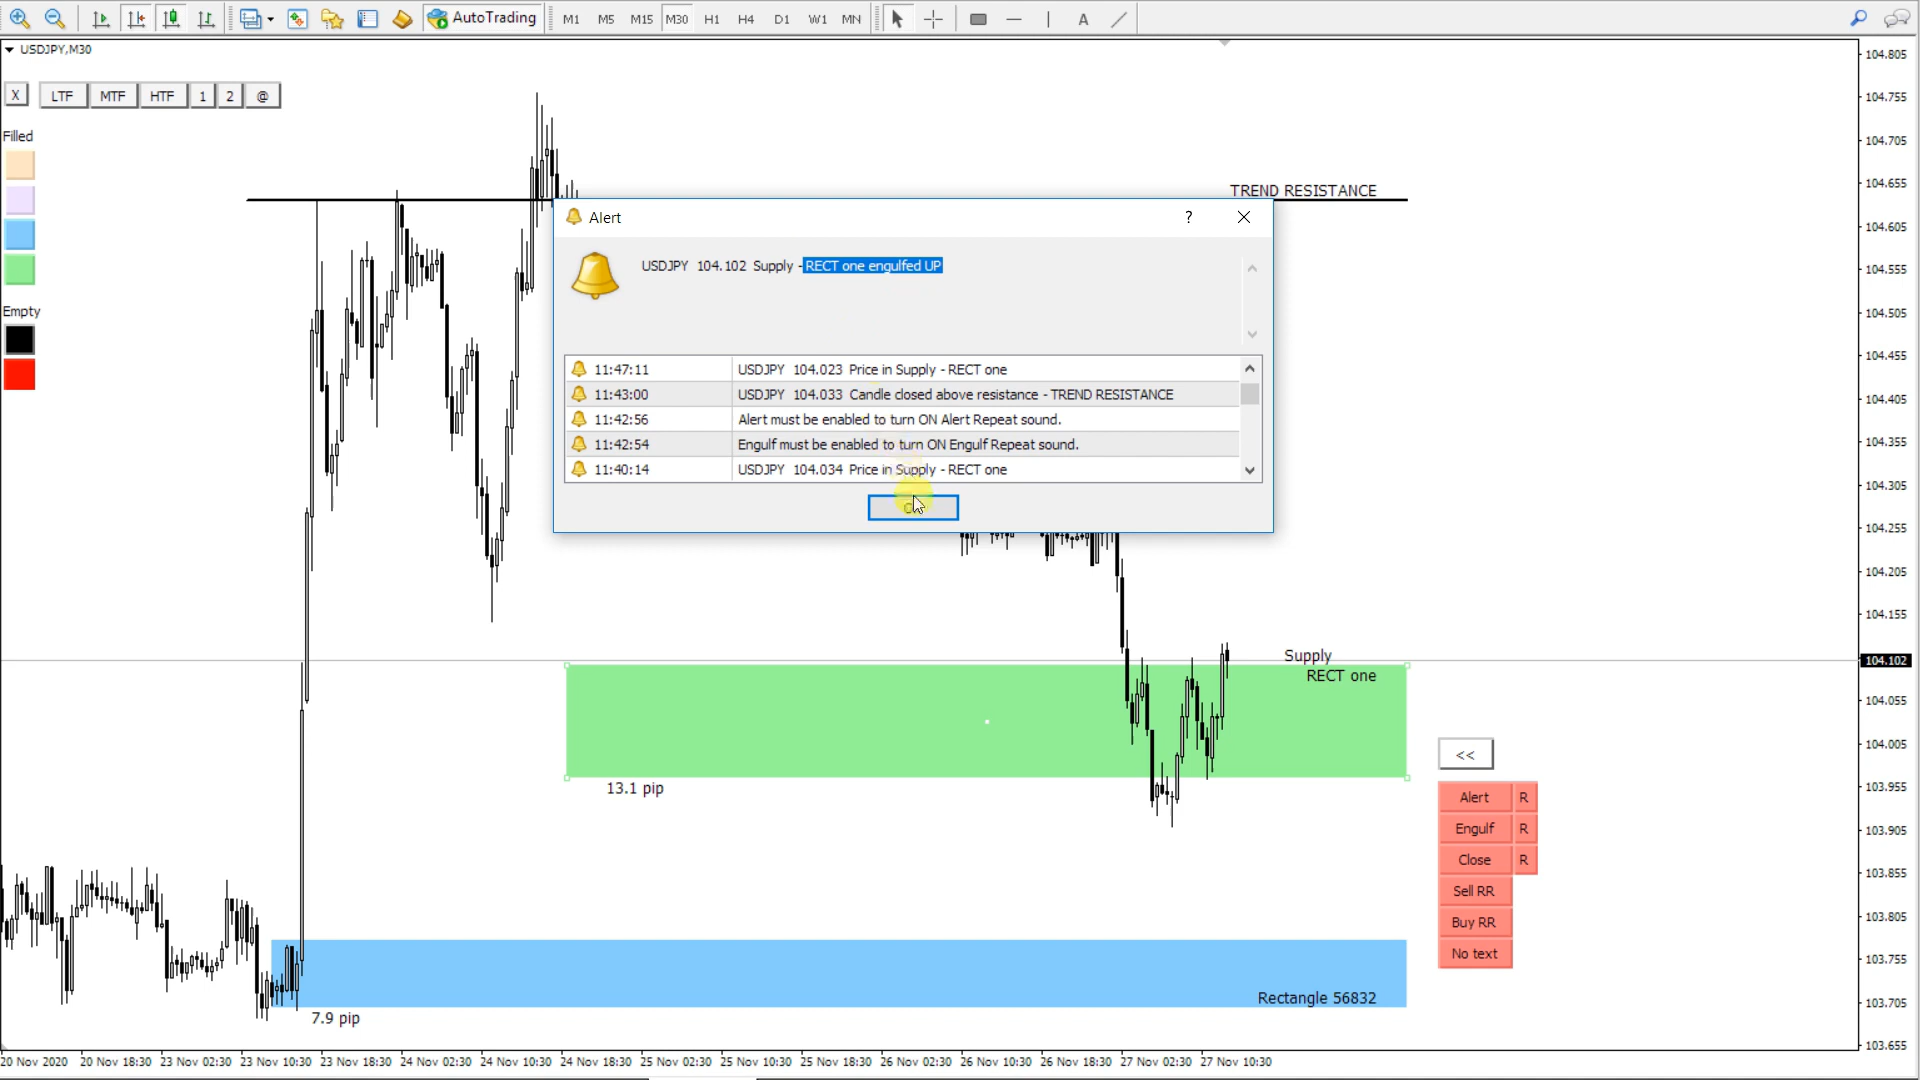 AutoTrading M1 M5 M15 M30 H1 H4 D1 W1 MN A
USDJPY,M30
X LTF MTF HTF 1 2 @
Filled
Empty
TREND RESISTANCE
Alert ?
USDJPY 104.102 Supply - RECT one engulfed UP
11:47:11 USDJPY 104.023 Price in Supply - RECT one
11:43:00 USDJPY 104.033 Candle closed above resistance - TREND RESISTANCE
11:42:56 Alert must be enabled to turn ON Alert Repeat sound.
11:42:54 Engulf must be enabled to turn ON Engulf Repeat sound.
11:40:14 USDJPY 104.034 Price in Supply - RECT one
Supply
RECT one
13.1 pip
<<
Alert R
Engulf R
Close R
Sell RR
Buy RR
No text
Rectangle 56832
7.9 pip
104.805
104.755
104.705
104.655
104.605
104.555
104.505
104.455
104.405
104.355
104.305
104.255
104.205
104.155
104.102
104.055
104.005
103.955
103.905
103.855
103.805
103.755
103.705
103.655
20 Nov 2020 20 Nov 18:30 23 Nov 02:30 23 Nov 10:30 23 Nov 18:30 24 Nov 02:30 24 Nov 10:30 24 Nov 18:30 25 Nov 02:30 25 Nov 10:30 25 Nov 18:30 26 Nov 02:30 26 Nov 10:30 26 Nov 18:30 27 Nov 02:30 27 Nov 10:30